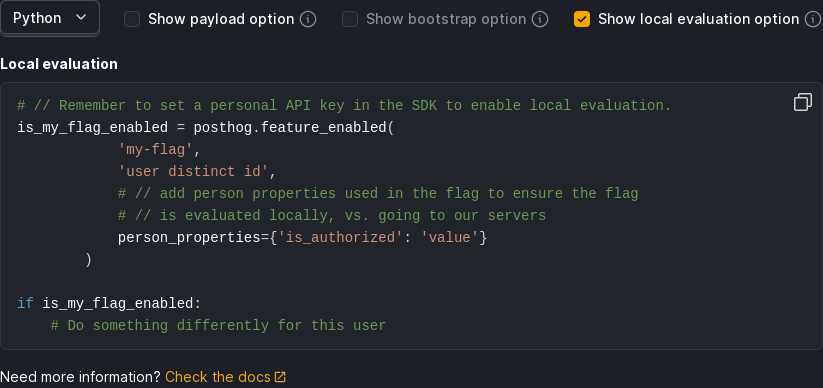 Python Show payload option Show bootstrap option Show local evaluation option
Local evaluation
# // Remember to set a personal API key in the SDK to enable local evaluation.
is_my_flag_enabled = posthog.feature_enabled(
            'my-flag',
            'user distinct id',
            # // add person properties used in the flag to ensure the flag
            # // is evaluated locally, vs. going to our servers
            person_properties={'is_authorized': 'value'}
        )
if is_my_flag_enabled:
    # Do something differently for this user
Need more information? Check the docs